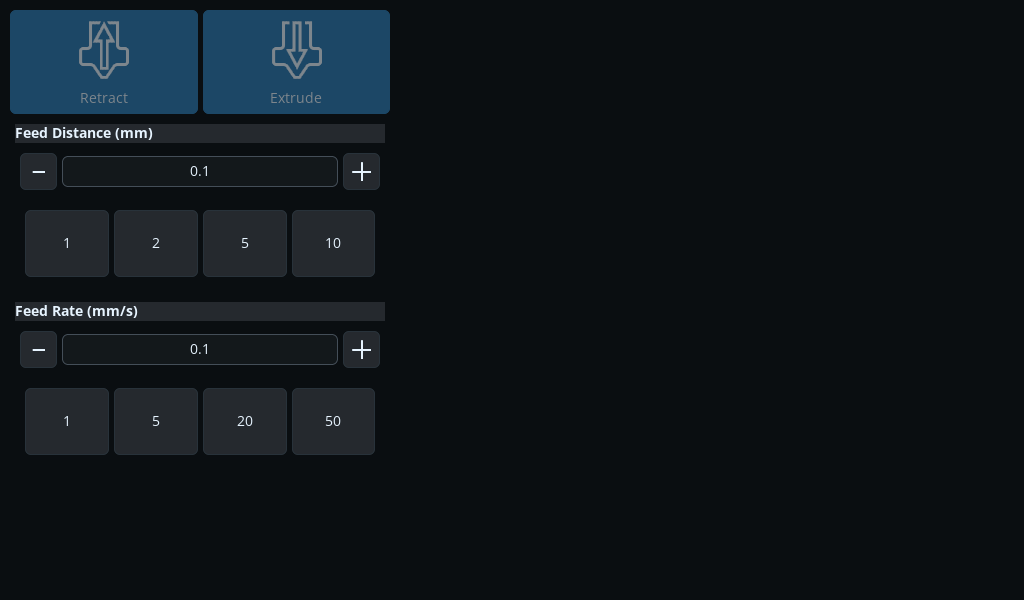 Retract Extrude
Feed Distance (mm)
0.1
1 2 5 10
Feed Rate (mm/s)
0.1
1 5 20 50